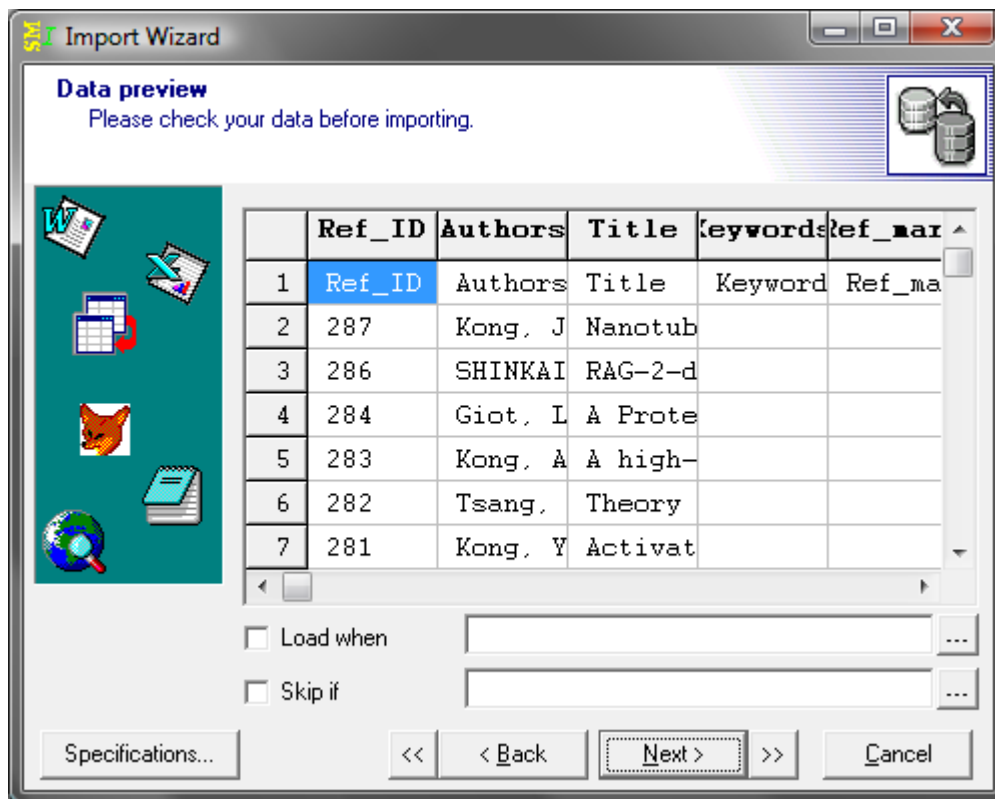 Import Wizard
Data preview
Please check your data before importing.
Ref_ID Authors Title Keywords Ref_mar
1 Ref_ID Authors Title Keyword Ref_ma
2 287 Kong, J Nanotub
3 286 SHINKAI RAG-2-d
4 284 Giot, L A Prote
5 283 Kong, A A high-
6 282 Tsang, Theory
7 281 Kong, Y Activat
Load when ...
Skip if ...
Specifications... << < Back Next > >> Cancel